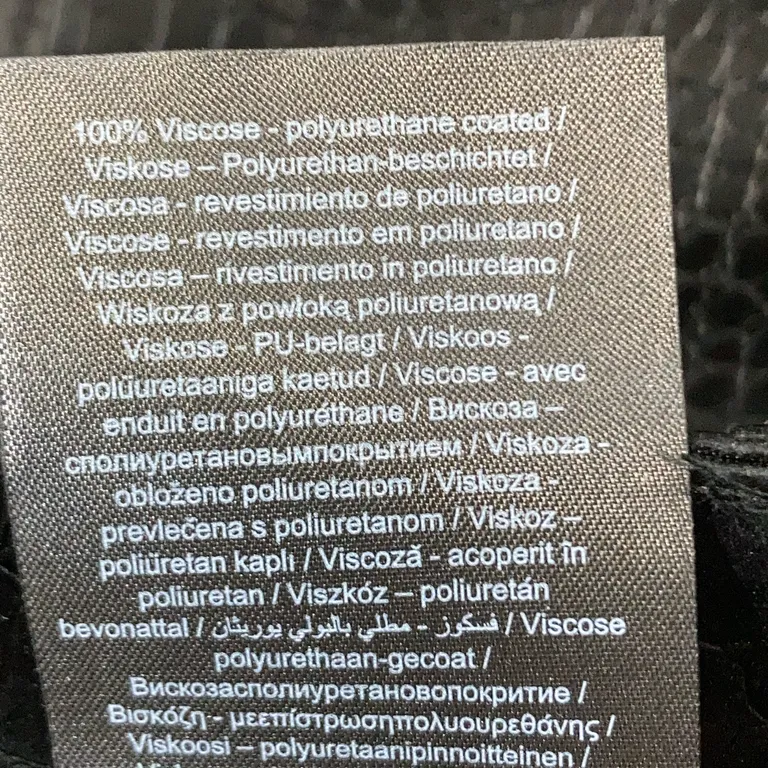 100% Viscose - polyurethane coated /
Viskose – Polyurethan-beschichtet /
Viscosa - revestimiento de poliuretano /
Viscose - revestimento em poliuretano /
Viscosa – rivestimento in poliuretano /
Wiskoza z powłoką poliuretanową /
Viskose - PU-belagt / Viskoos -
polüuretaaniga kaetud / Viscose - avec
enduit en polyuréthane / Вискоза –
сполиуретановымпокрытием / Viskoza -
obloženo poliuretanom / Viskoza -
prevlečena s poliuretanom / Viskoz –
poliüretan kaplı / Viscoză - acoperit în
poliuretan / Viszkóz – poliuretán
bevonattal / فسكوز - مطلي بالبولي يوريثان / Viscose
polyurethaan-gecoat /
Вискозасполиуретановопокритие /
Βισκόζη - μεεπίστρωσηπολυουρεθάνης /
Viskoosi – polyuretaanipinnoitteinen /